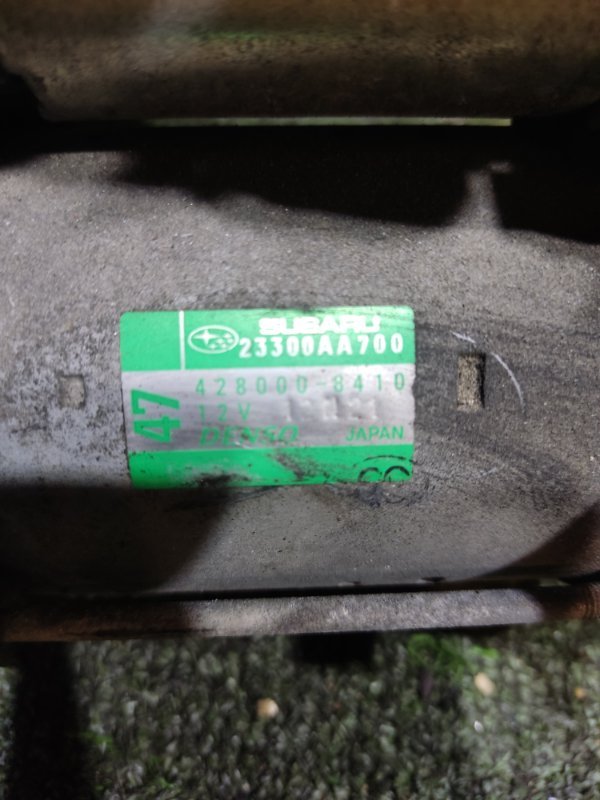 SUBARU
23300AA700
428000-8410
12V
DENSO JAPAN
47